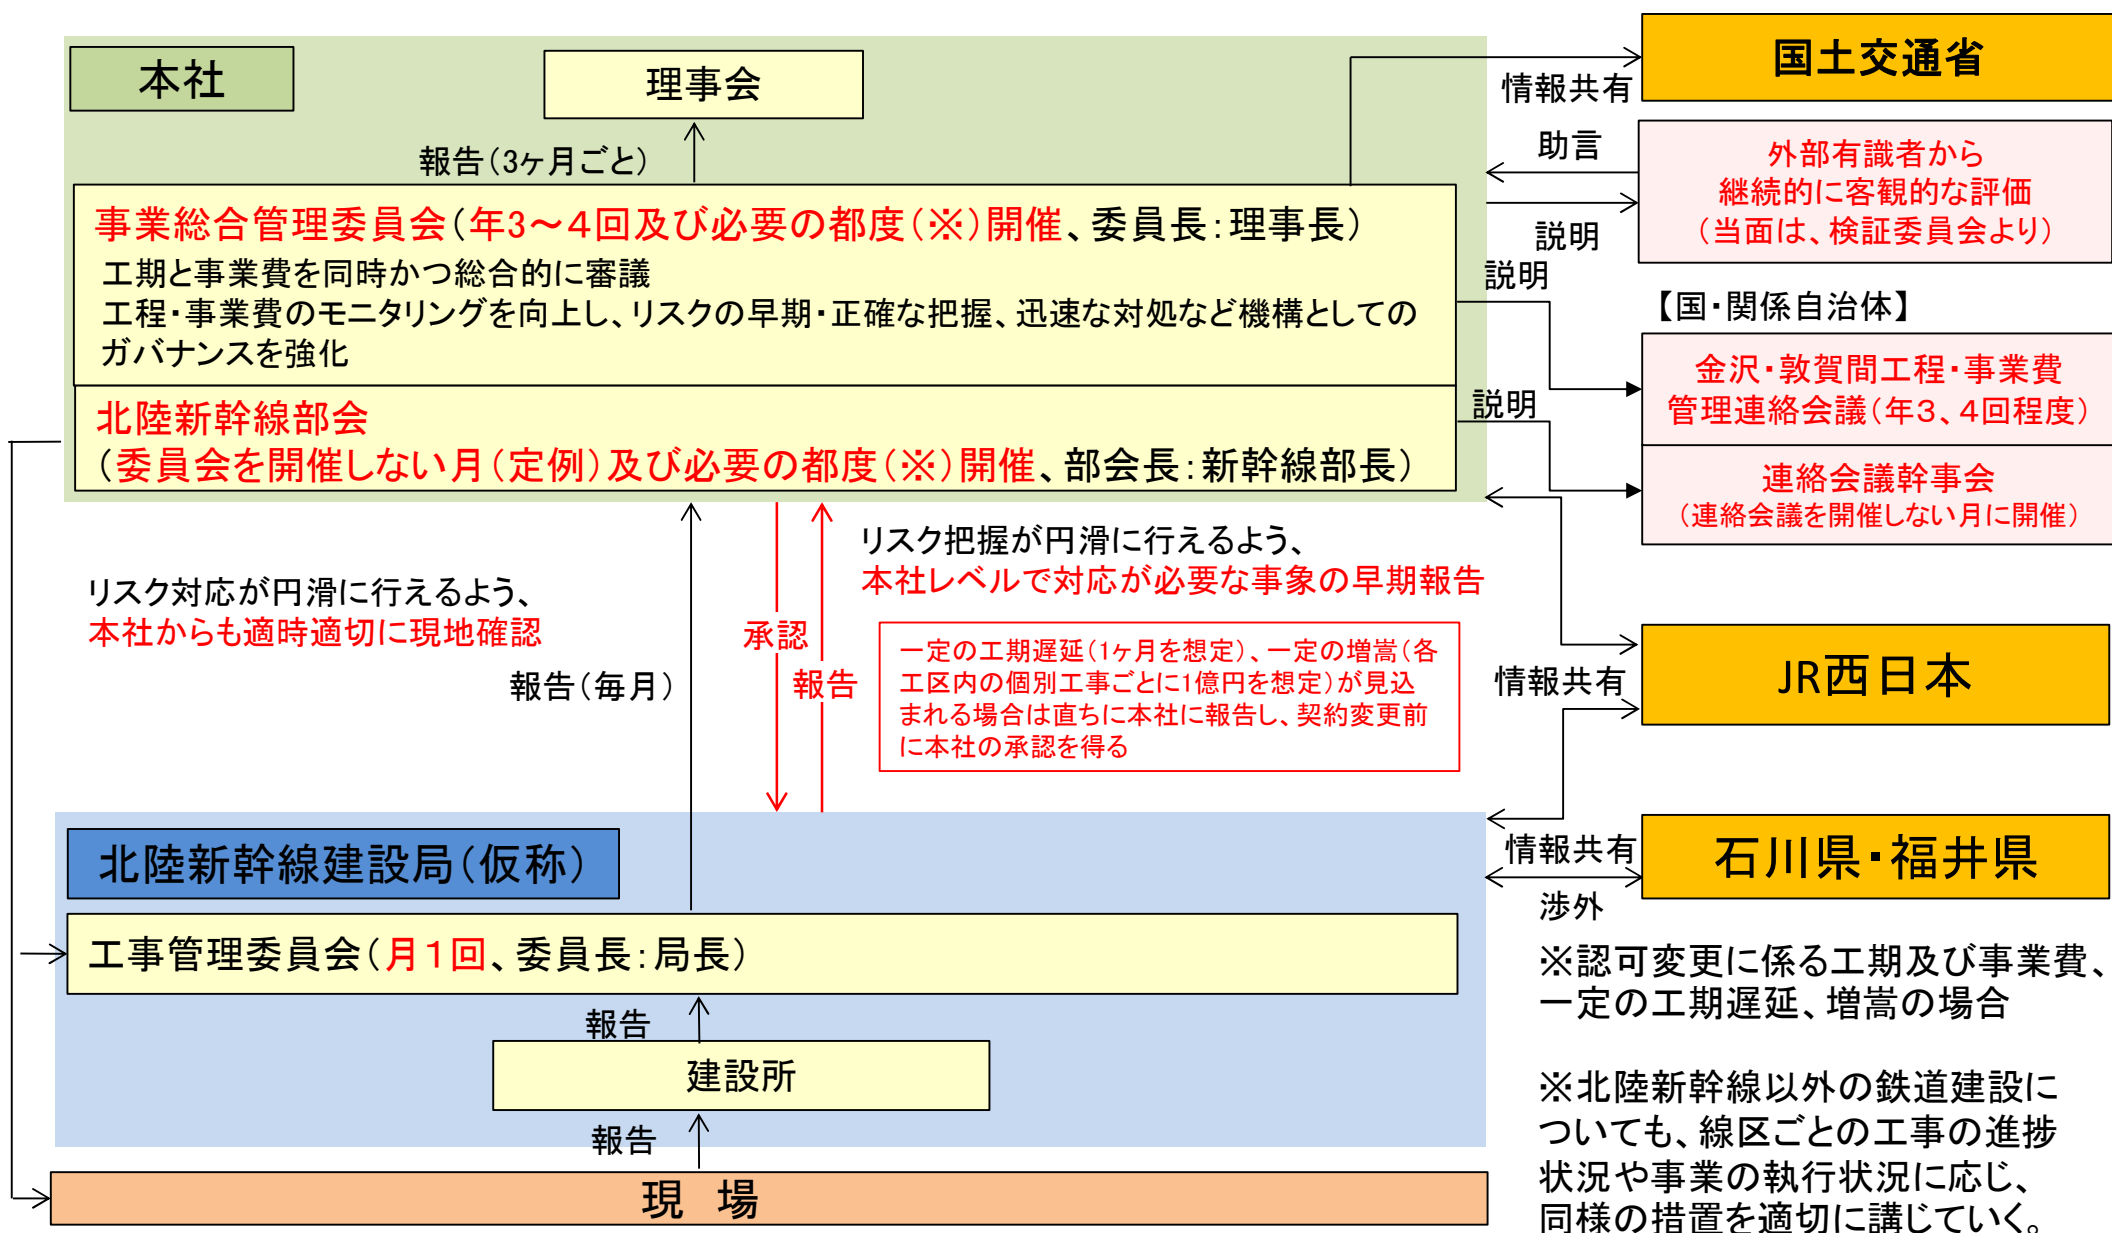 本社
理事会
報告（3ヶ月ごと）
事業総合管理委員会（年3～4回及び必要の都度（※）開催、委員長：理事長）
工期と事業費を同時かつ総合的に審議
工程・事業費のモニタリングを向上し、リスクの早期・正確な把握、迅速な対処など機構としての
ガバナンスを強化
北陸新幹線部会
（委員会を開催しない月（定例）及び必要の都度（※）開催、部会長：新幹線部長）
国土交通省
情報共有
助言
外部有識者から
継続的に客観的な評価
（当面は、検証委員会より）
説明
説明
【国・関係自治体】
金沢・敦賀間工程・事業費
管理連絡会議（年３、４回程度）
説明
連絡会議幹事会
（連絡会議を開催しない月に開催）
リスク対応が円滑に行えるよう、
本社からも適時適切に現地確認
報告（毎月）
承認
報告
リスク把握が円滑に行えるよう、
本社レベルで対応が必要な事象の早期報告
一定の工期遅延（1ヶ月を想定）、一定の増嵩（各
工区内の個別工事ごとに1億円を想定）が見込
まれる場合は直ちに本社に報告し、契約変更前
に本社の承認を得る
情報共有
JR西日本
北陸新幹線建設局（仮称）
工事管理委員会（月１回、委員長：局長）
報告
建設所
報告
現　場
情報共有
渉外
石川県・福井県
※認可変更に係る工期及び事業費、
一定の工期遅延、増嵩の場合
※北陸新幹線以外の鉄道建設に
ついても、線区ごとの工事の進捗
状況や事業の執行状況に応じ、
同様の措置を適切に講じていく。